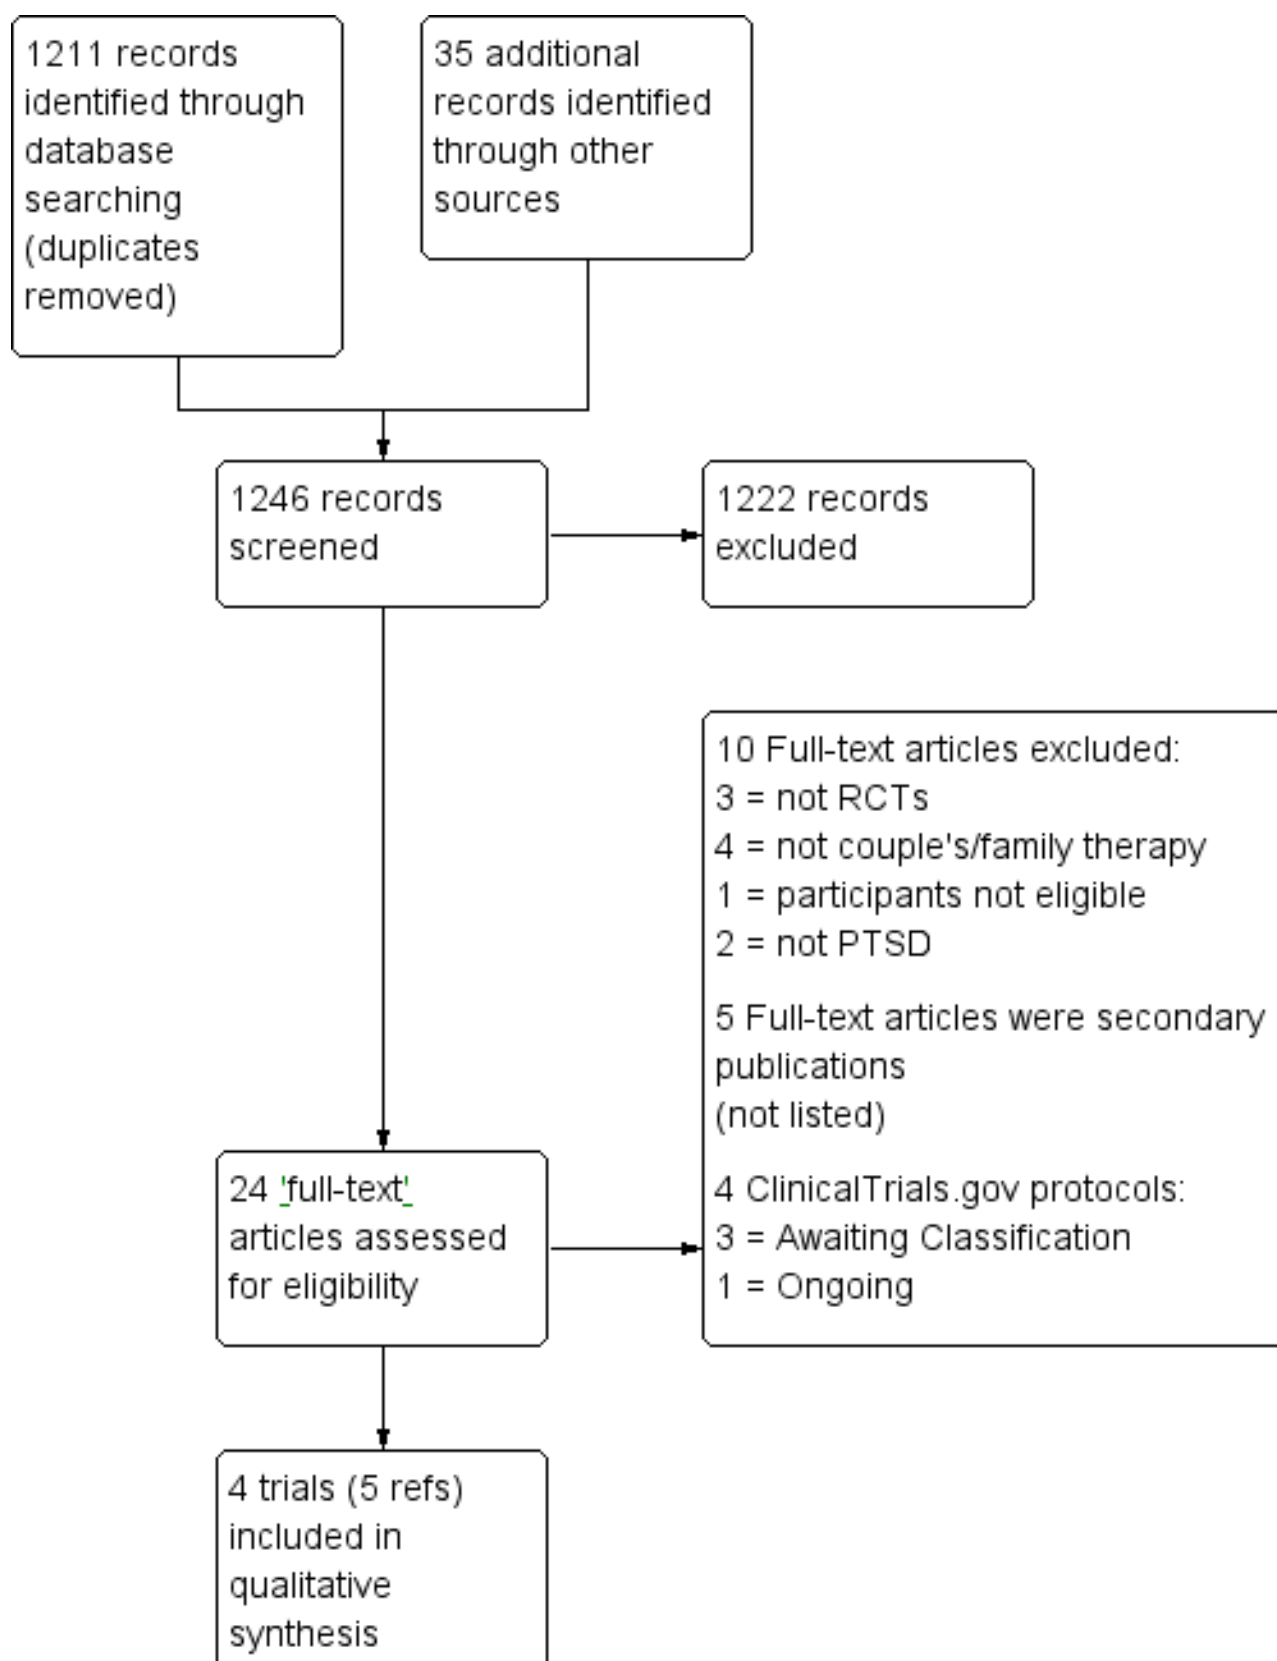 1211 records
identified through
database
searching
(duplicates
removed)
35 additional
records identified
through other
sources
1246 records
screened
1222 records
excluded
10 Full-text articles excluded:
3 = not RCTs
4 = not couple's/family therapy
1 = participants not eligible
2 = not PTSD
5 Full-text articles were secondary
publications
(not listed)
4 ClinicalTrials.gov protocols:
3 = Awaiting Classification
1 = Ongoing
24 'full-text'
articles assessed
for eligibility
4 trials (5 refs)
included in
qualitative
synthesis